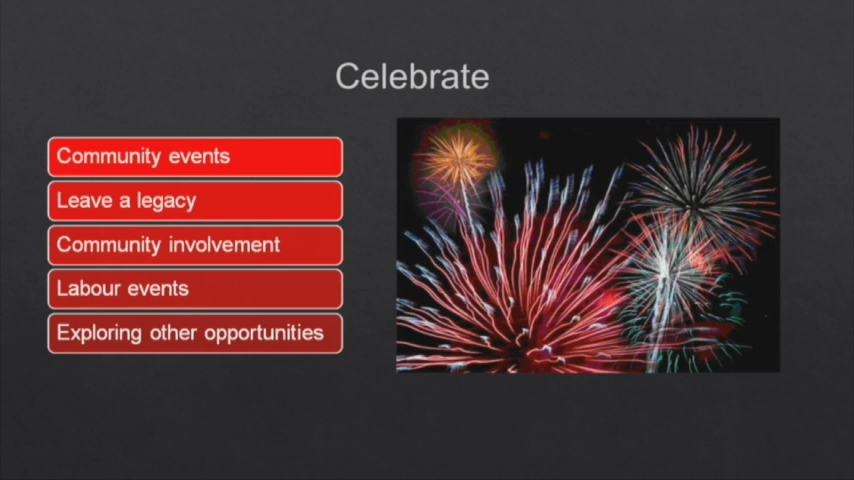 Celebrate
Community events
Leave a legacy
Community involvement
Labour events
Exploring other opportunities